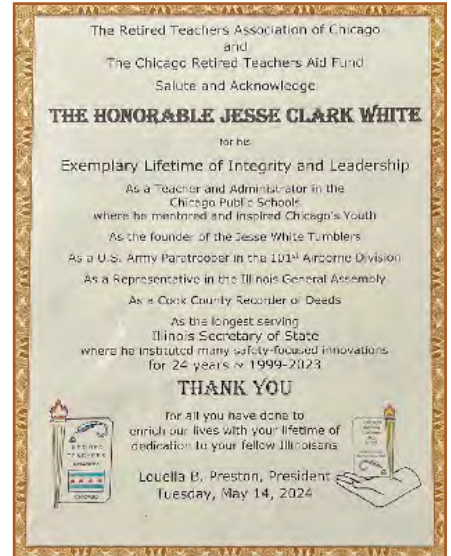 The Retired Teachers Association of Chicago
and
The Chicago Retired Teachers Aid Fund
Salute and Acknowledge
THE HONORABLE JESSE CLARK WHITE
for his
Exemplary Lifetime of Integrity and Leadership
As a Teacher and Administrator in the
Chicago Public Schools
where he mentored and inspired Chicago's Youth
As the founder of the Jesse White Tumblers
As a U.S. Army Paratrooper in the 101st Airborne Division
As a Representative in the Illinois General Assembly
As a Cook County Recorder of Deeds
As the longest serving
Illinois Secretary of State
where he instituted many safety-focused innovations
for 24 years ~ 1999-2023
THANK YOU
for all you have done to
enrich our lives with your lifetime of
dedication to your fellow Illinoisans
Louella B. Preston, President
Tuesday, May 14, 2024
RETIRED
TEACHERS
CHICAGO